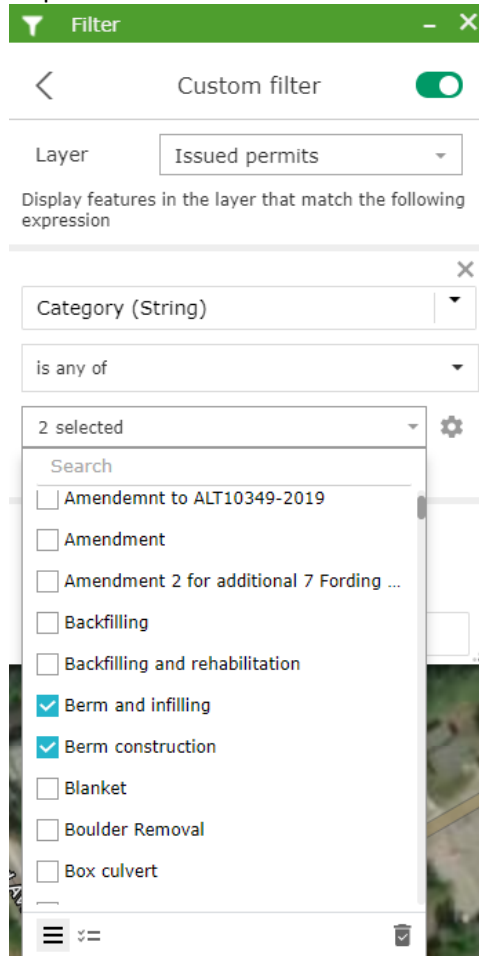 Filter
Custom filter
Layer
Issued permits
Display features in the layer that match the following
expression
Category (String)
is any of
2 selected
Search
Amendemnt to ALT10349-2019
Amendment
Amendment 2 for additional 7 Fording ...
Backfilling
Backfilling and rehabilitation
Berm and infilling
Berm construction
Blanket
Boulder Removal
Box culvert